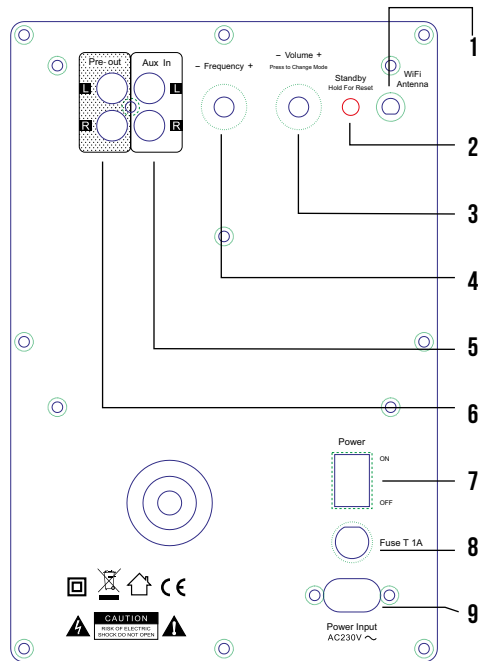 1
Pre-out
Aux In
– Volume +
Press to Change Mode
– Frequency +
WiFi
Antenna
Standby
Hold For Reset
L
L
R
R
2
3
4
5
6
Power
ON
OFF
7
Fuse T 1A
8
9
Power Input
AC230V ~
CE
CAUTION
RISK OF ELECTRIC
SHOCK DO NOT OPEN